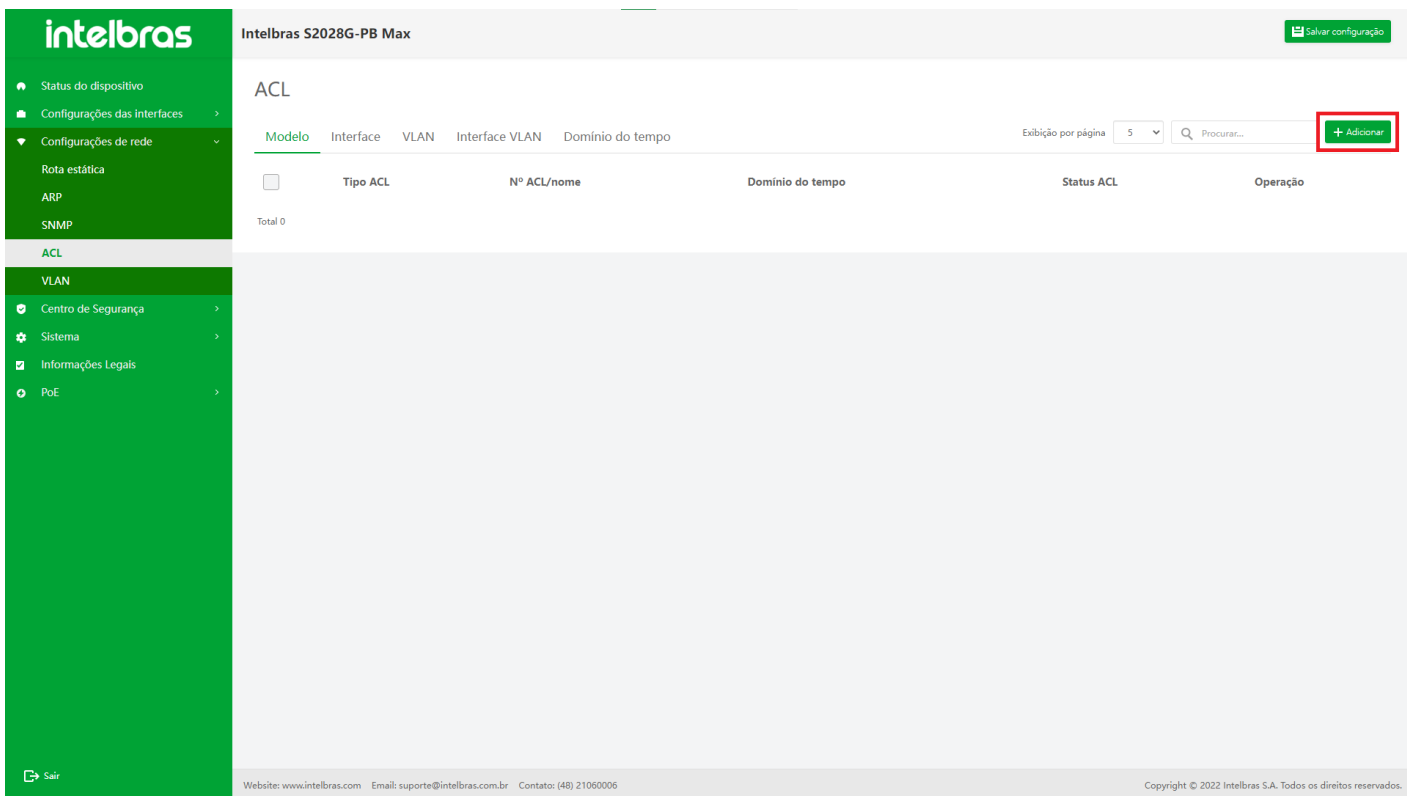 intelbras
Intelbras S2028G-PB Max
Salvar configuração
Status do dispositivo
Configurações das interfaces
Configurações de rede
Rota estática
ARP
SNMP
ACL
VLAN
Centro de Segurança
Sistema
Informações Legais
PoE
Sair
ACL
Modelo Interface VLAN Interface VLAN Domínio do tempo
Exibição por página 5 Procurar... + Adicionar
Tipo ACL Nº ACL/nome Domínio do tempo Status ACL Operação
Total 0
Website: www.intelbras.com Email: suporte@intelbras.com.br Contato: (48) 21060006
Copyright © 2022 Intelbras S.A. Todos os direitos reservados.